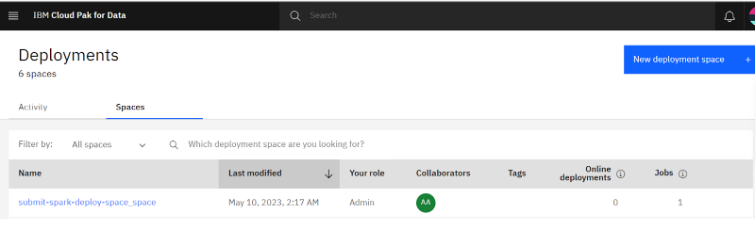 IBM Cloud Pak for Data
Search
Deployments
6 spaces
New deployment space +
Activity Spaces
Filter by: All spaces Which deployment space are you looking for?
Name Last modified Your role Collaborators Tags Online deployments Jobs
submit-spark-deploy-space_space May 10, 2023, 2:17 AM Admin AA 0 1